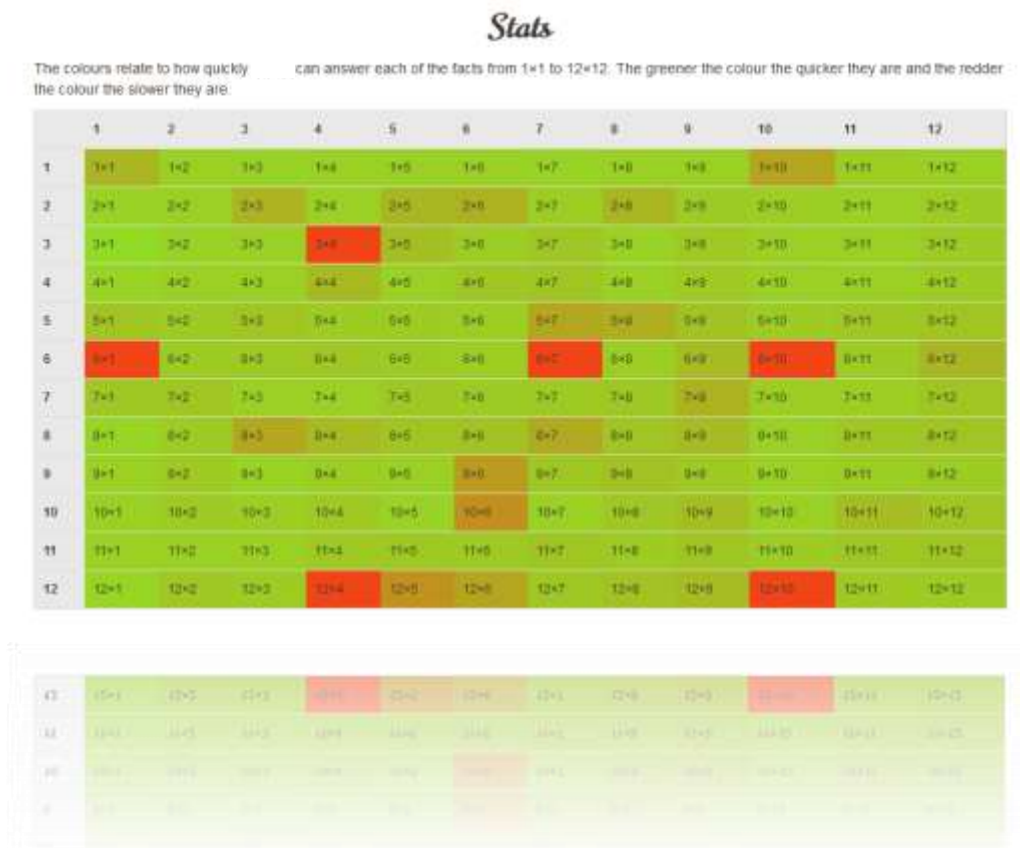 Stats
The colours relate to how quickly can answer each of the facts from 1×1 to 12×12. The greener the colour the quicker they are and the redder
the colour the slower they are.
1 2 3 4 5 6 7 8 9 10 11 12
1 1×1 1×2 1×3 1×4 1×5 1×6 1×7 1×8 1×9 1×10 1×11 1×12
2 2×1 2×2 2×3 2×4 2×5 2×6 2×7 2×8 2×9 2×10 2×11 2×12
3 3×1 3×2 3×3 3×4 3×5 3×6 3×7 3×8 3×9 3×10 3×11 3×12
4 4×1 4×2 4×3 4×4 4×5 4×6 4×7 4×8 4×9 4×10 4×11 4×12
5 5×1 5×2 5×3 5×4 5×5 5×6 5×7 5×8 5×9 5×10 5×11 5×12
6 6×1 6×2 6×3 6×4 6×5 6×6 6×7 6×8 6×9 6×10 6×11 6×12
7 7×1 7×2 7×3 7×4 7×5 7×6 7×7 7×8 7×9 7×10 7×11 7×12
8 8×1 8×2 8×3 8×4 8×5 8×6 8×7 8×8 8×9 8×10 8×11 8×12
9 9×1 9×2 9×3 9×4 9×5 9×6 9×7 9×8 9×9 9×10 9×11 9×12
10 10×1 10×2 10×3 10×4 10×5 10×6 10×7 10×8 10×9 10×10 10×11 10×12
11 11×1 11×2 11×3 11×4 11×5 11×6 11×7 11×8 11×9 11×10 11×11 11×12
12 12×1 12×2 12×3 12×4 12×5 12×6 12×7 12×8 12×9 12×10 12×11 12×12